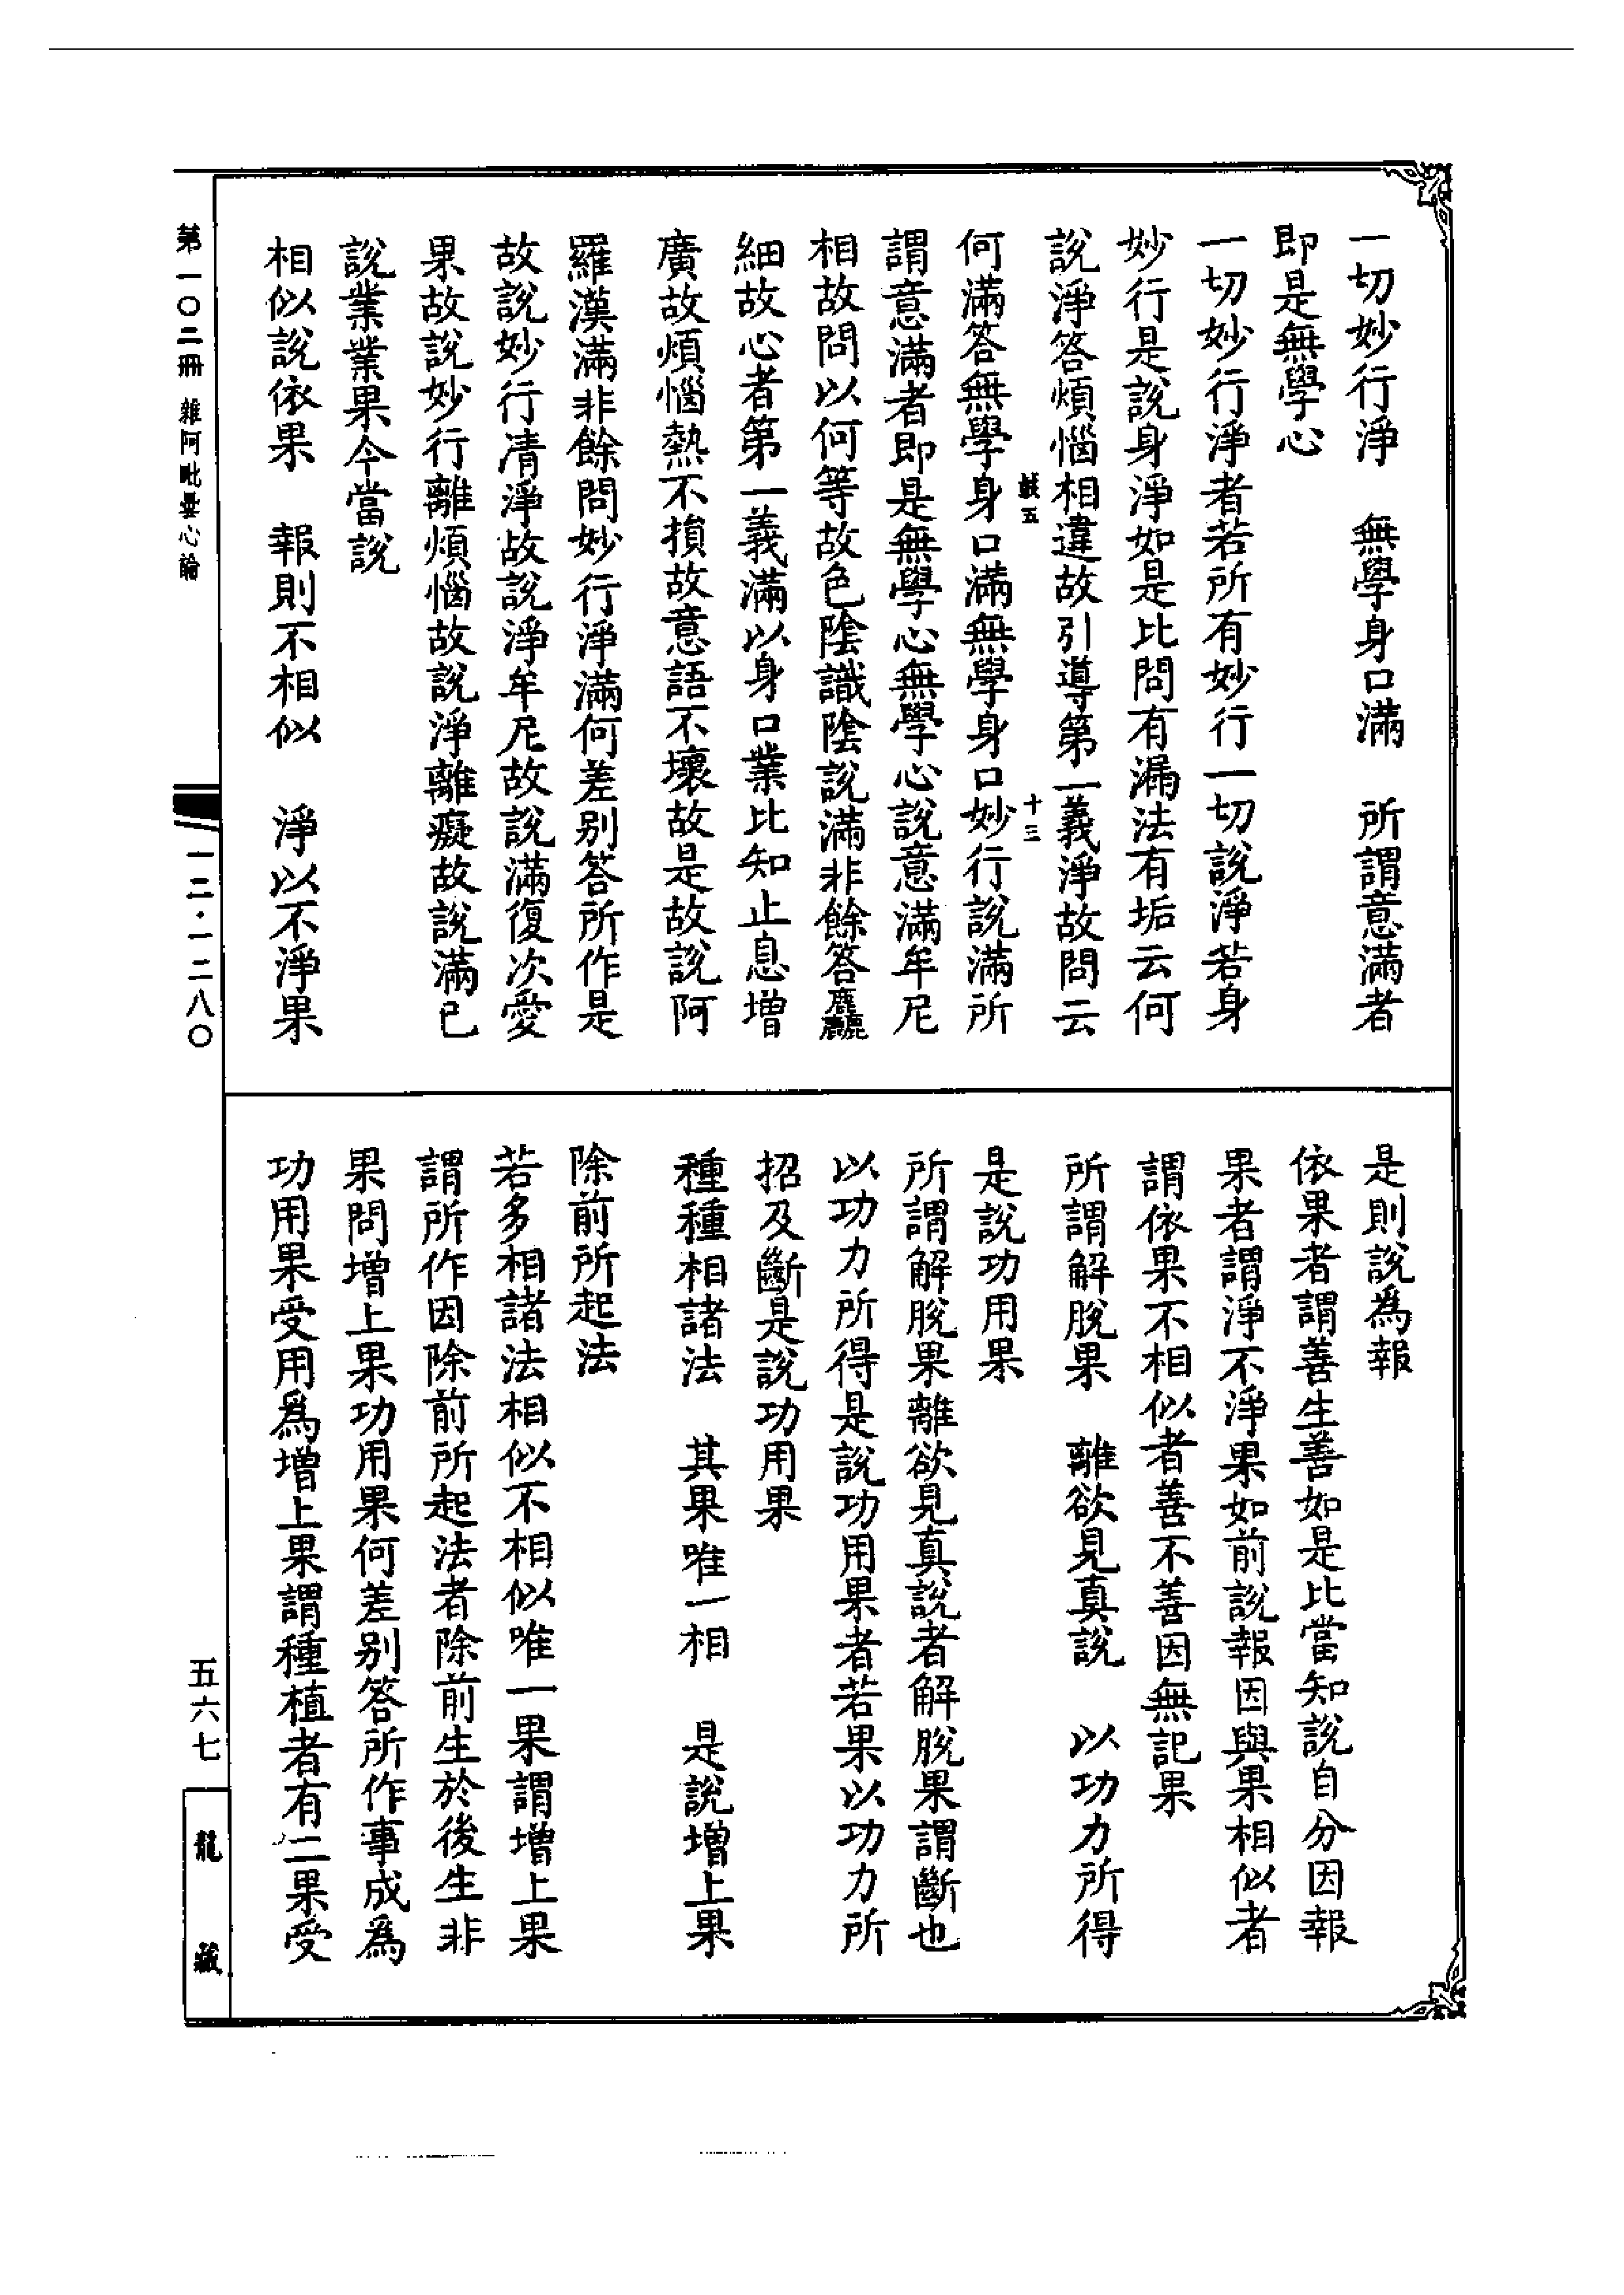 一切妙行淨　無學身口滿　所謂意滿者
即是無學心
一切妙行淨者若所有妙行一切說淨若身
妙行是說身淨如是比問有漏法有垢云何
說淨答煩惱相違故引導第一義淨故問云
十三
何滿答無學身口滿無學身口妙行說滿所
謂意滿者即是無學心無學心說意滿牟尼
相故問以何等故色陰識陰說滿非餘答麤
細故心者第一義滿以身口業比知止息增
廣故煩惱熱不損故意語不壞故是故說阿
羅漢滿非餘問妙行淨滿何差别答所作是
故說妙行清淨故說淨牟尼故說滿復次愛
果故說妙行離煩惱故說淨離癡故說滿已
說業業果今當說
相似說依果　報則不相似　淨以不淨果
是則說為報
依果者謂善生善如是比當知說自分因報
果者謂淨不淨果如前說報因與果相似者
謂依果不相似者善不善因無記果
所謂解脫果　離欲見真說　以功力所得
是說功用果
所謂解脫果離欲見真說者解脫果謂斷也
以功力所得是說功用果者若果以功力所
招及斷是說功用果
種種相諸法　其果唯一相　是說增上果
除前所起法
若多相諸法相似不相似唯一果謂增上果
謂所作因除前所起法者除前生於後生非
果問增上果功用果何差别答所作事成為
功用果受用爲增上果謂種植者有二果受
第一〇二冊 雜阿毗曇心論
一二·一二八〇
五六七
龍藏